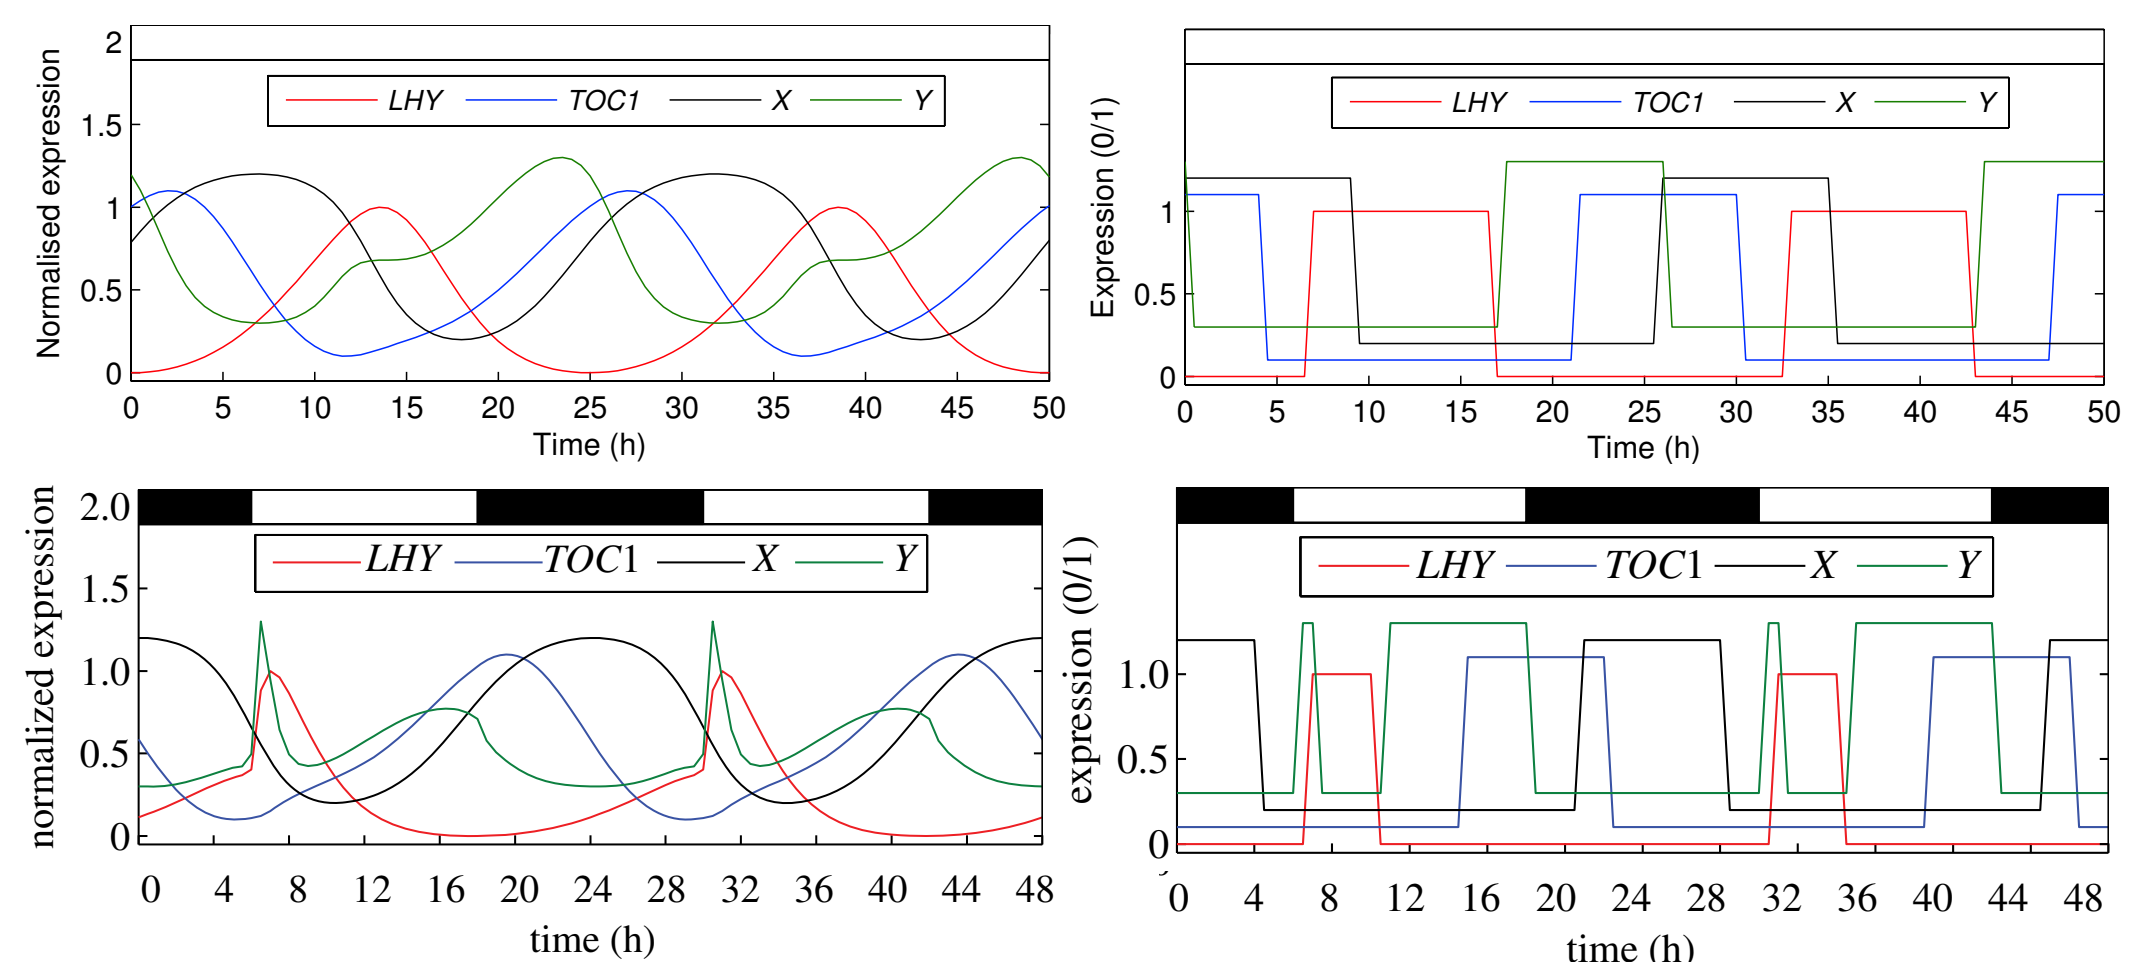 Normalised expression
2
1.5
1
0.5
0
LHY TOC1 X Y
0 5 10 15 20 25 30 35 40 45 50
Time (h)
Expression (0/1)
1
0.5
0
LHY TOC1 X Y
0 5 10 15 20 25 30 35 40 45 50
Time (h)
normalized expression
2.0
1.5
1.0
0.5
0
LHY TOC1 X Y
0 4 8 12 16 20 24 28 32 36 40 44 48
time (h)
expression (0/1)
1.0
0.5
0
LHY TOC1 X Y
0 4 8 12 16 20 24 28 32 36 40 44 48
time (h)